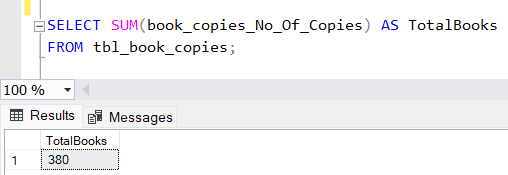 SELECT SUM(book_copies_No_Of_Copies) AS TotalBooks
FROM tbl_book_copies;
100 %
Results Messages
TotalBooks
1 380